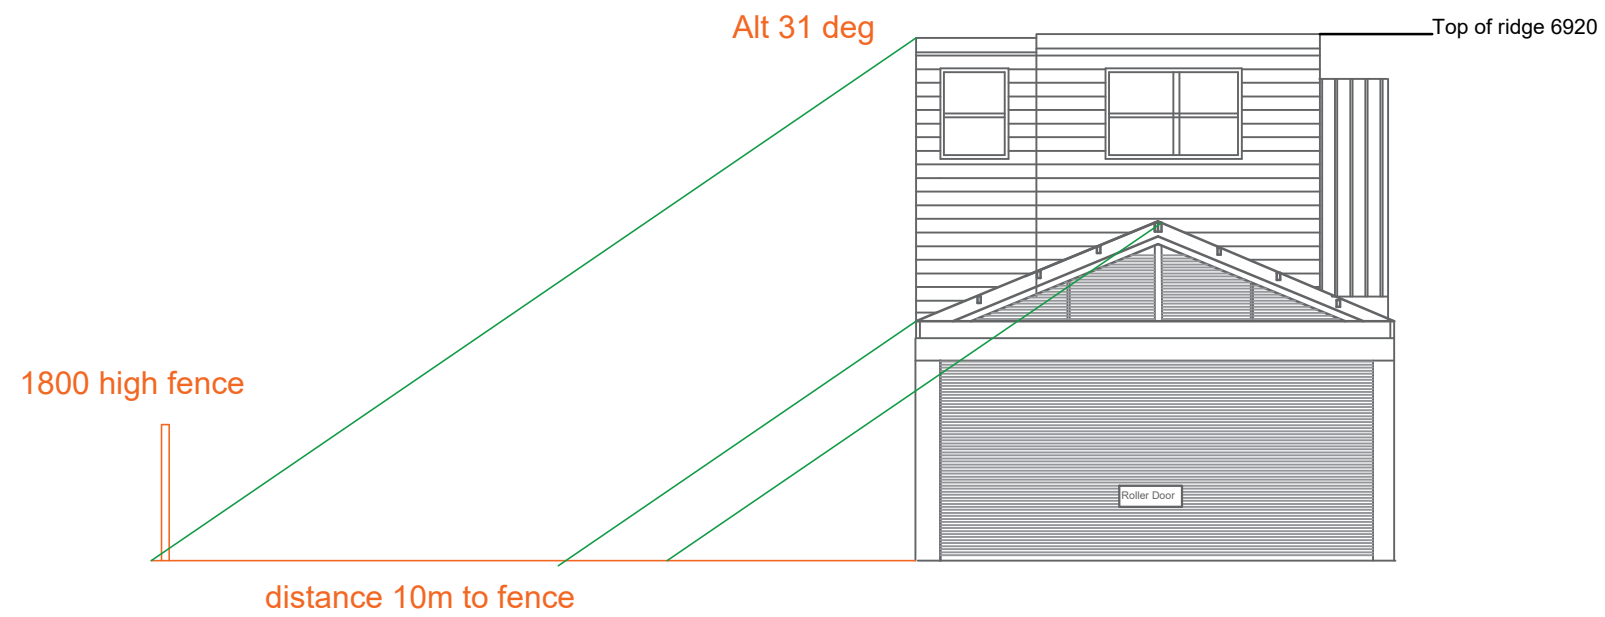 Alt 31 deg
Top of ridge 6920
1800 high fence
Roller Door
distance 10m to fence